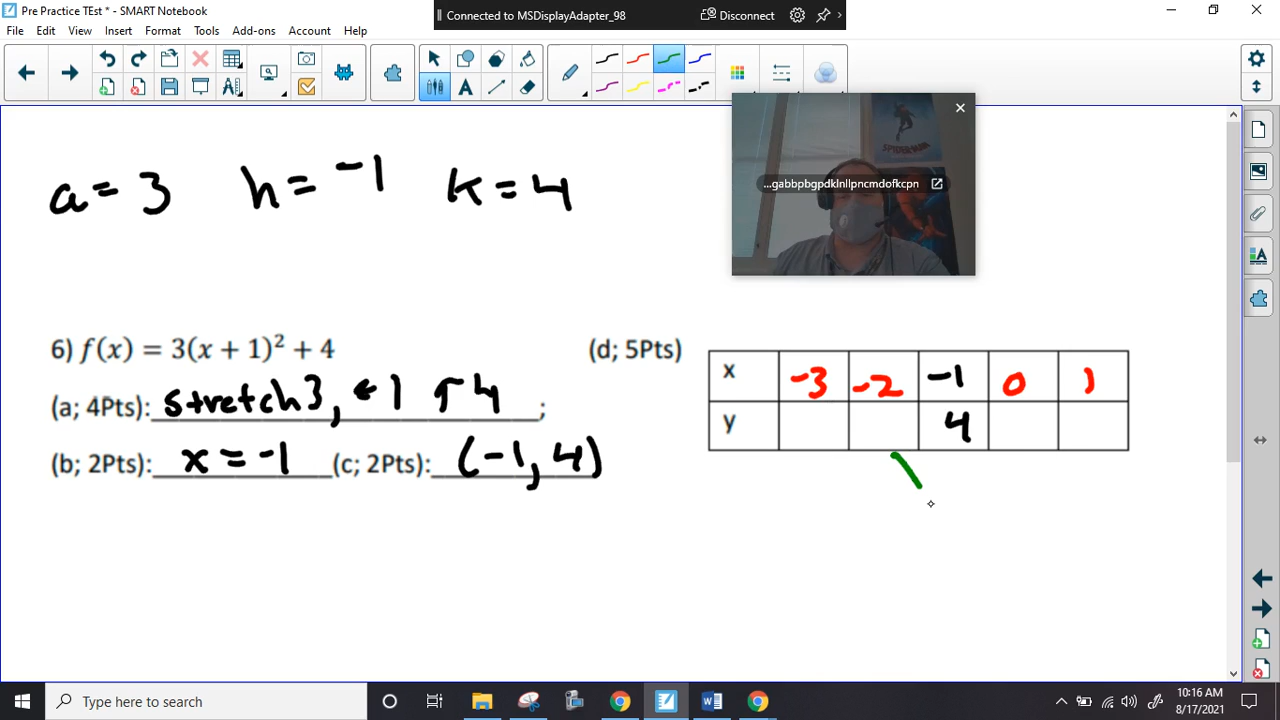 Pre Practice TEst * - SMART Notebook
Connected to MSDisplayAdapter_98
Disconnect
File Edit View Insert Format Tools Add-ons Account Help
a = 3 h = -1 k = 4
SPIDER-MAN
...gabbpbgpdklnllpncmdofkcpn
6) f(x) = 3(x + 1)² + 4
(d; 5Pts)
(a; 4Pts): stretch 3, ←1 ↑4 ;
(b; 2Pts): x = -1 (c; 2Pts): (-1, 4)
x -3 -2 -1 0 1
y 4
Type here to search
10:16 AM
8/17/2021